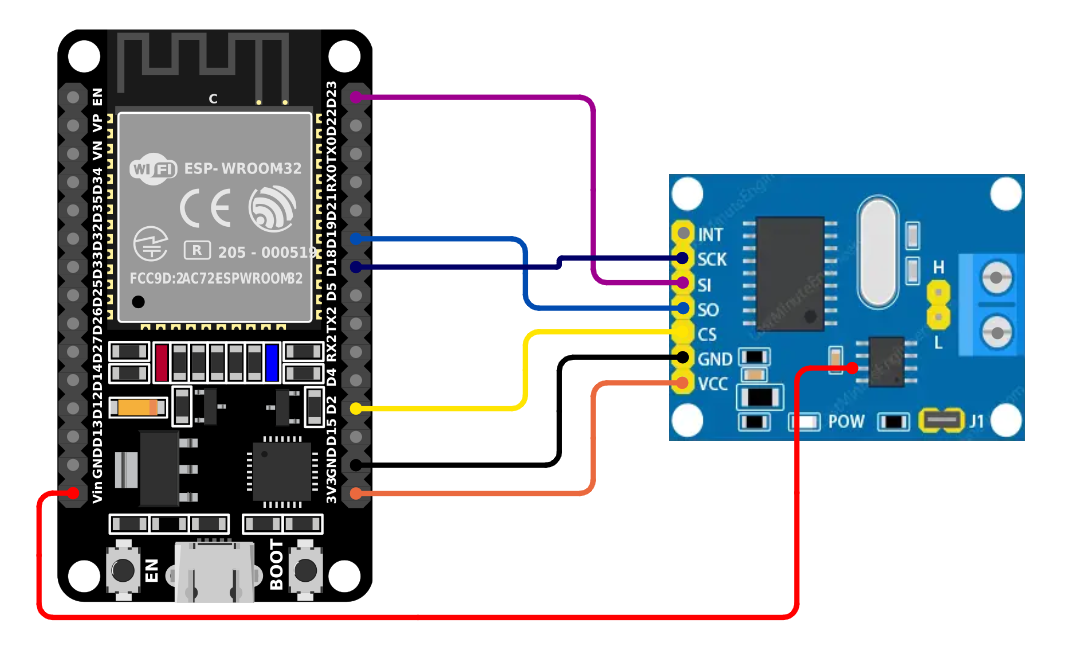 C
WiFi ESP-WROOM32
CE
R 205-000519
FCC9D:2AC72ESPWROOM32
EN
VP
VN
D34
D35
D32
D33
D25
D26
D27
D14
D12
D13
GND
Vin
D23
D22
TX0
RX0
D21
D19
D18
D5
TX2
RX2
D4
D2
D15
GND
3V3
EN
BOOT
INT
SCK
SI
SO
CS
GND
VCC
H
L
POW
J1